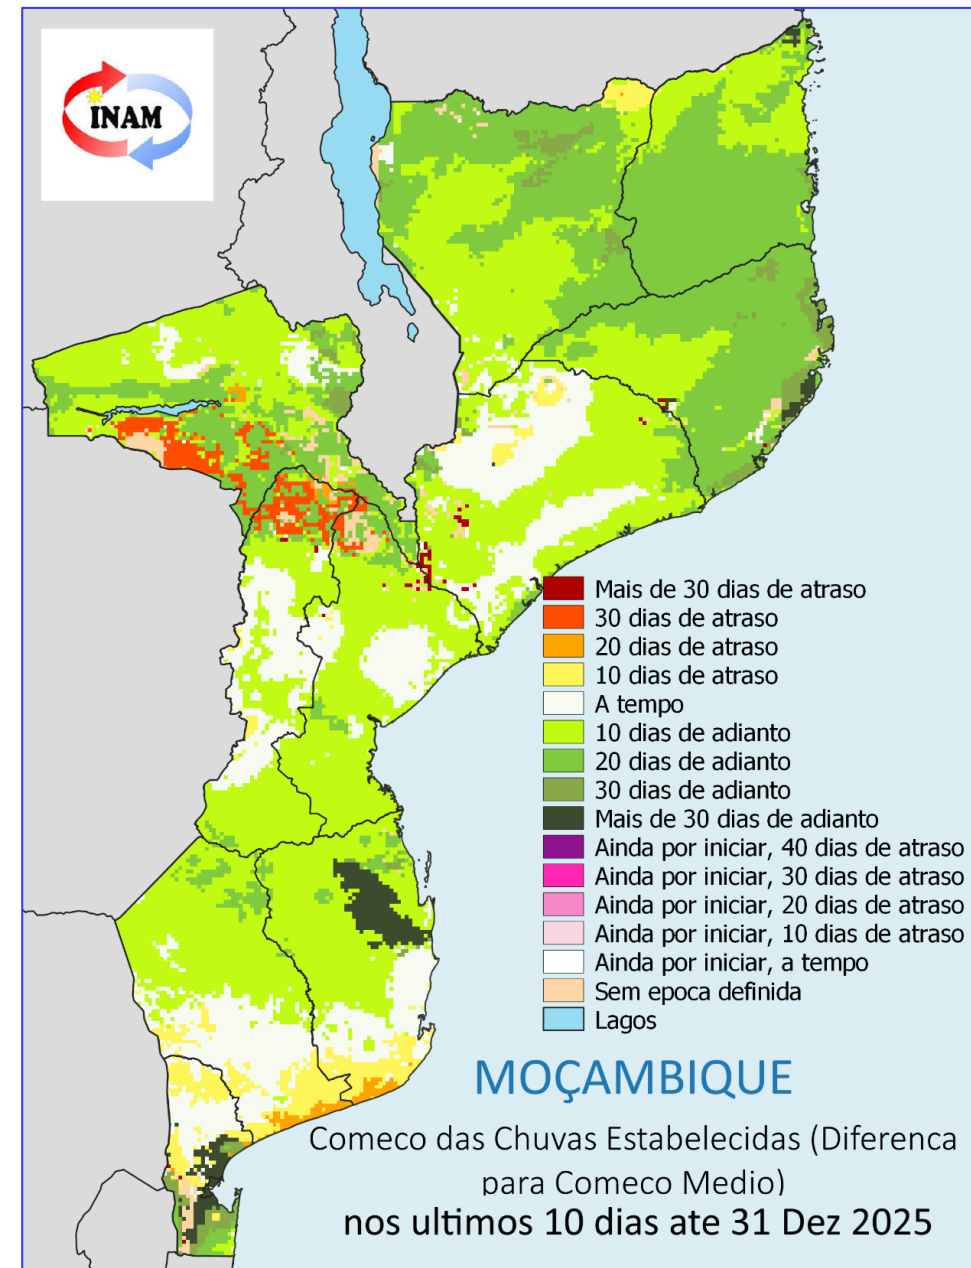 INAM
Mais de 30 dias de atraso
30 dias de atraso
20 dias de atraso
10 dias de atraso
A tempo
10 dias de adianto
20 dias de adianto
30 dias de adianto
Mais de 30 dias de adianto
Ainda por iniciar, 40 dias de atraso
Ainda por iniciar, 30 dias de atraso
Ainda por iniciar, 20 dias de atraso
Ainda por iniciar, 10 dias de atraso
Ainda por iniciar, a tempo
Sem epoca definida
Lagos
MOÇAMBIQUE
Comeco das Chuvas Estabelecidas (Diferenca
para Comeco Medio)
nos ultimos 10 dias ate 31 Dez 2025